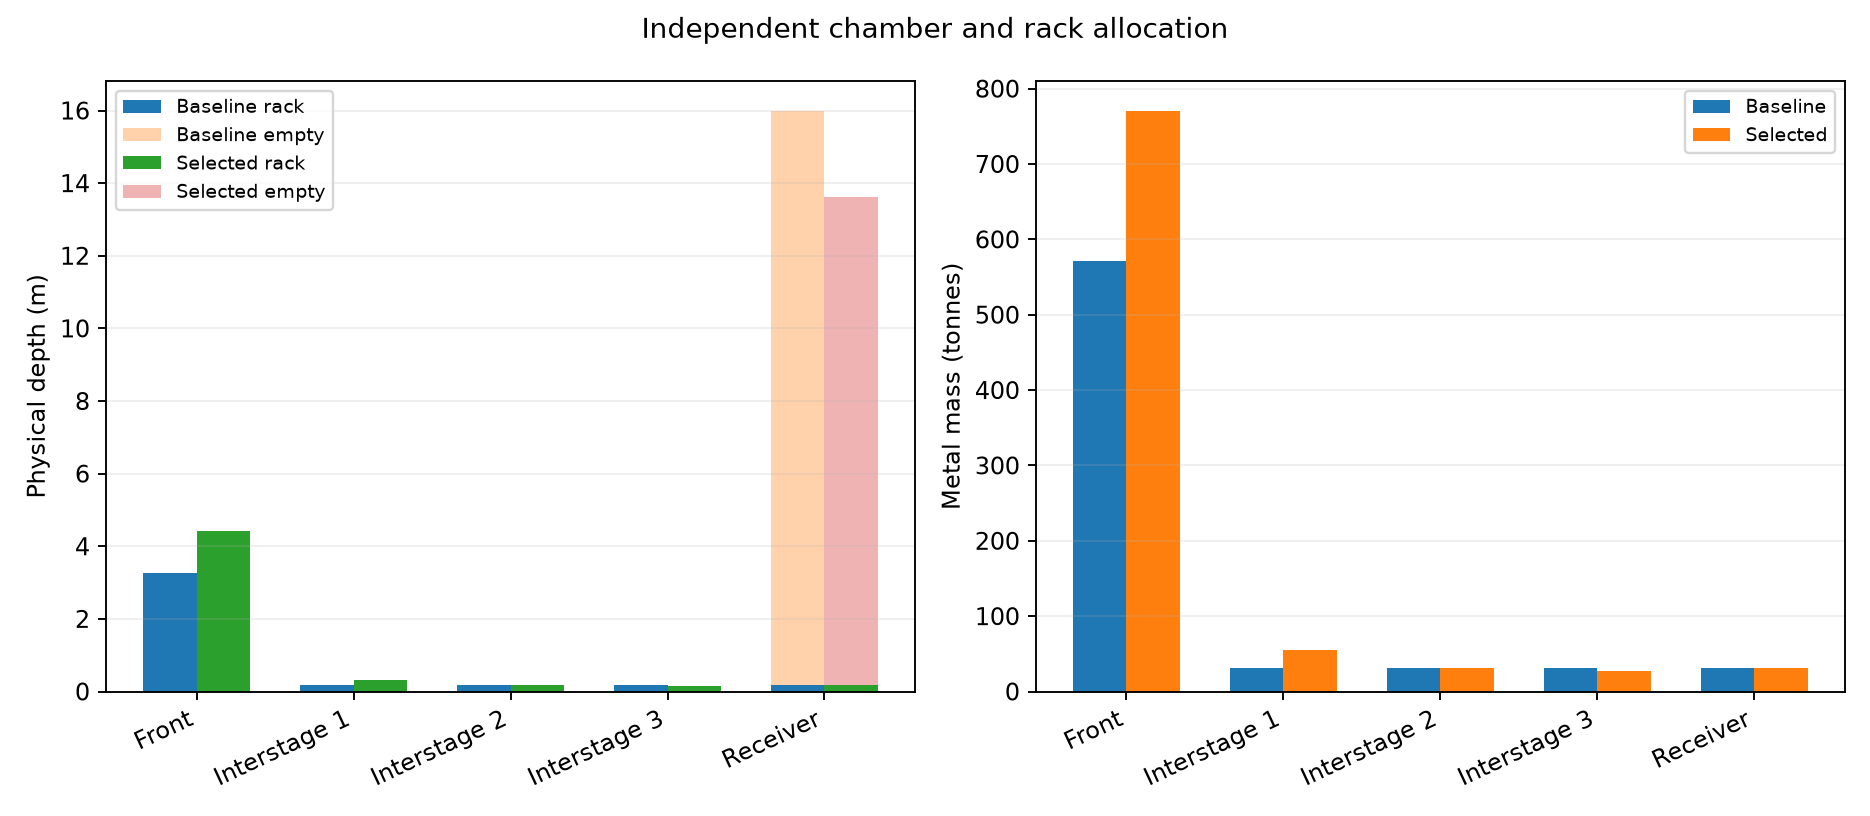 Independent chamber and rack allocation
Physical depth (m)
16
14
12
10
8
6
4
2
0
Baseline rack
Baseline empty
Selected rack
Selected empty
Front
Interstage 1
Interstage 2
Interstage 3
Receiver
Metal mass (tonnes)
800
700
600
500
400
300
200
100
0
Baseline
Selected
Front
Interstage 1
Interstage 2
Interstage 3
Receiver